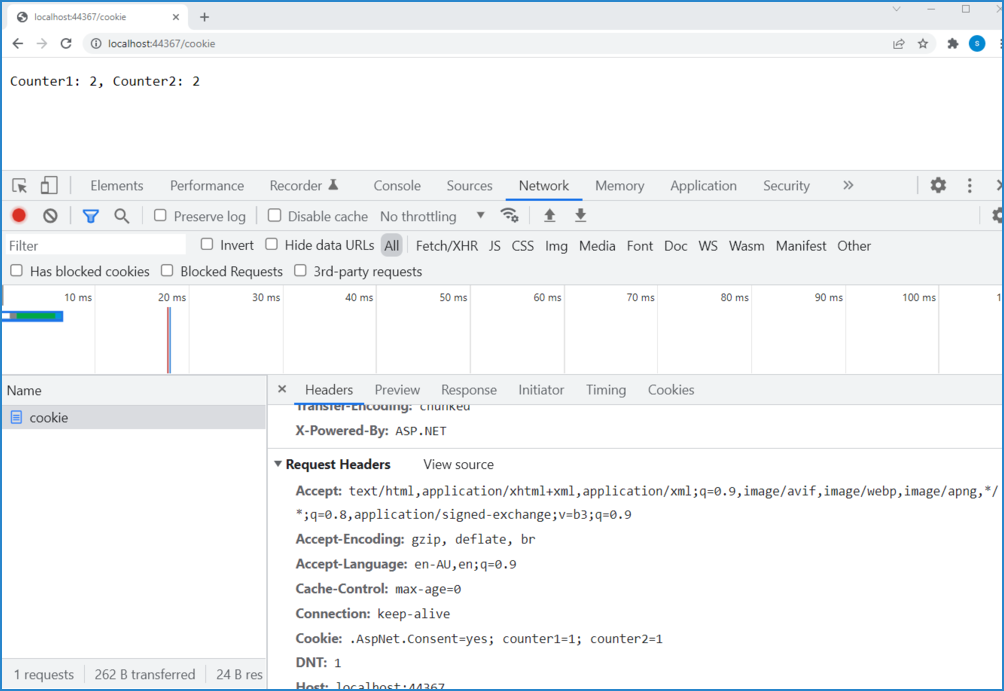 localhost:44367/cookie
localhost:44367/cookie
S
Counter1: 2, Counter2: 2
Elements Performance Recorder Console Sources Network Memory Application Security
Preserve log Disable cache No throttling
Filter Invert Hide data URLs All Fetch/XHR JS CSS Img Media Font Doc WS Wasm Manifest Other
Has blocked cookies Blocked Requests 3rd-party requests
10 ms 20 ms 30 ms 40 ms 50 ms 60 ms 70 ms 80 ms 90 ms 100 ms 1
Name
cookie
1 requests 262 B transferred 24 B res
Headers Preview Response Initiator Timing Cookies
Transfer-Encoding: chunked
X-Powered-By: ASP.NET
Request Headers View source
Accept: text/html,application/xhtml+xml,application/xml;q=0.9,image/avif,image/webp,image/apng,*/
*;q=0.8,application/signed-exchange;v=b3;q=0.9
Accept-Encoding: gzip, deflate, br
Accept-Language: en-AU,en;q=0.9
Cache-Control: max-age=0
Connection: keep-alive
Cookie: .AspNet.Consent=yes; counter1=1; counter2=1
DNT: 1
Host: localhost:44367